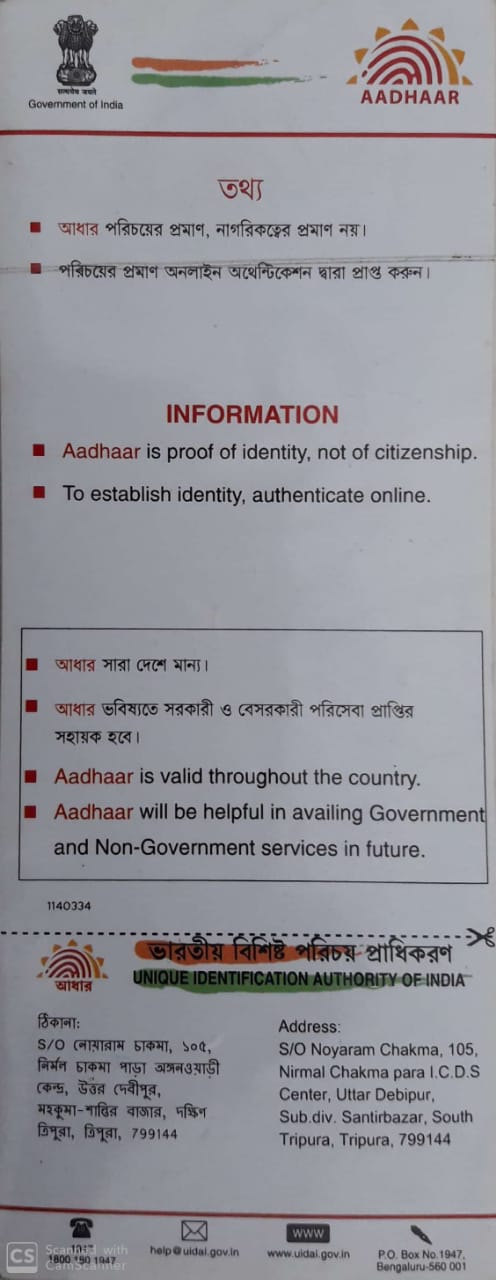 सत्यमेव जयते
Government of India
AADHAAR
তথ্য
আধার পরিচয়ের প্রমাণ, নাগরিকত্বের প্রমাণ নয়।
পরিচয়ের প্রমাণ অনলাইন অথেন্টিকেশন দ্বারা প্রাপ্ত করুন।
INFORMATION
Aadhaar is proof of identity, not of citizenship.
To establish identity, authenticate online.
আধার সারা দেশে মান্য।
আধার ভবিষ্যতে সরকারী ও বেসরকারী পরিসেবা প্রাপ্তির
সহায়ক হবে।
Aadhaar is valid throughout the country.
Aadhaar will be helpful in availing Government
and Non-Government services in future.
1140334
ভারতীয় বিশিষ্ট পরিচয় প্রাধিকরণ
UNIQUE IDENTIFICATION AUTHORITY OF INDIA
আধার
ঠিকানা:
S/O নোয়ারাম চাকমা, ১০৫,
নির্মল চাকমা পাড়া অঙ্গনওয়াড়ী
কেন্দ্র, উত্তর দেবীপূর,
মহকুমা-শান্তির বাজার, দক্ষিণ
ত্রিপূরা, ত্রিপূরা, 799144
Address:
S/O Noyaram Chakma, 105,
Nirmal Chakma para I.C.D.S
Center, Uttar Debipur,
Sub.div. Santirbazar, South
Tripura, Tripura, 799144
1947
1800 180 1947
help@uidai.gov.in
WWW
www.uidai.gov.in
P.O. Box No.1947,
Bengaluru-560 001
CS
Scanned with
CamScanner